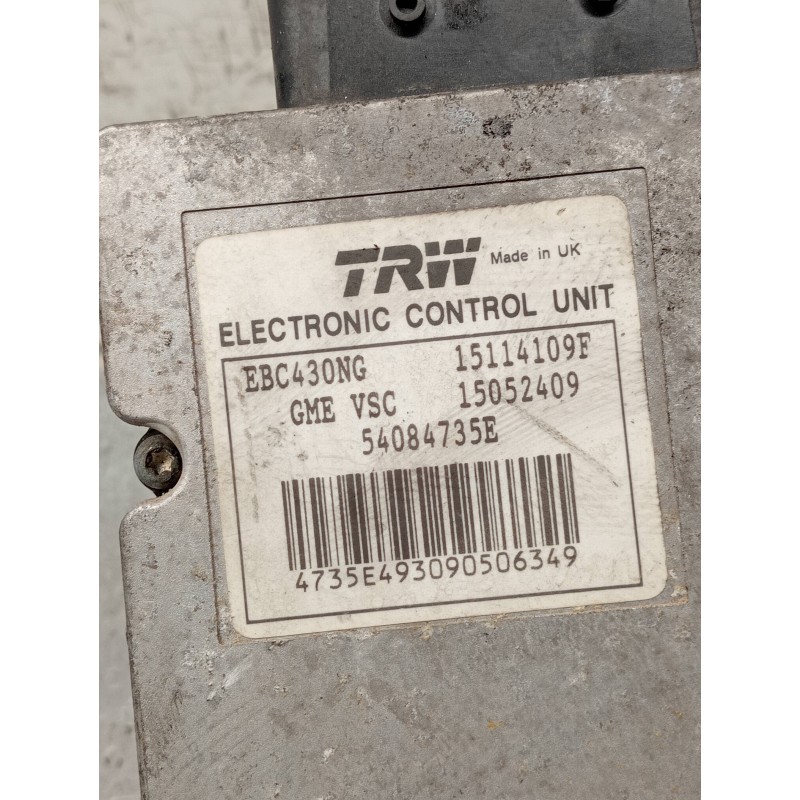 TRW Made in UK
ELECTRONIC CONTROL UNIT
EBC430NG 15114109F
GME VSC 15052409
54084735E
4735E493090506349